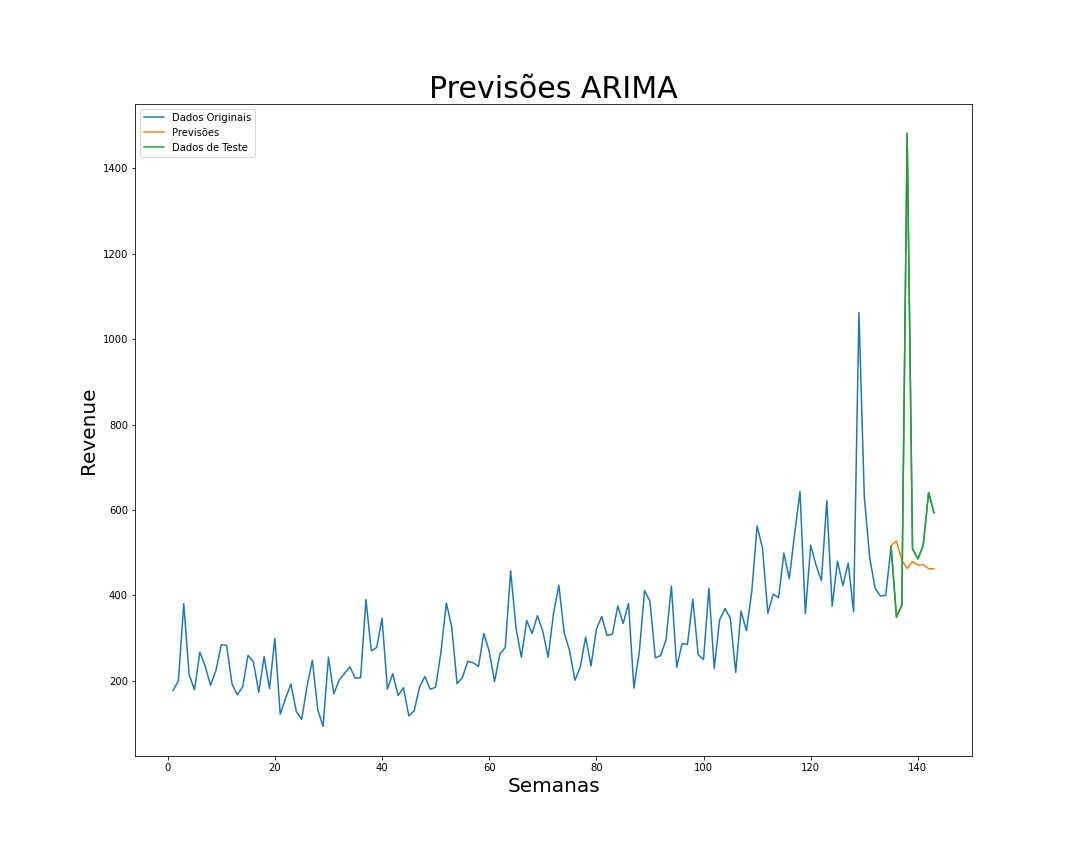 Previsões ARIMA
Dados Originais
Previsões
Dados de Teste
Revenue
1400
1200
1000
800
600
400
200
0 20 40 60 80 100 120 140
Semanas